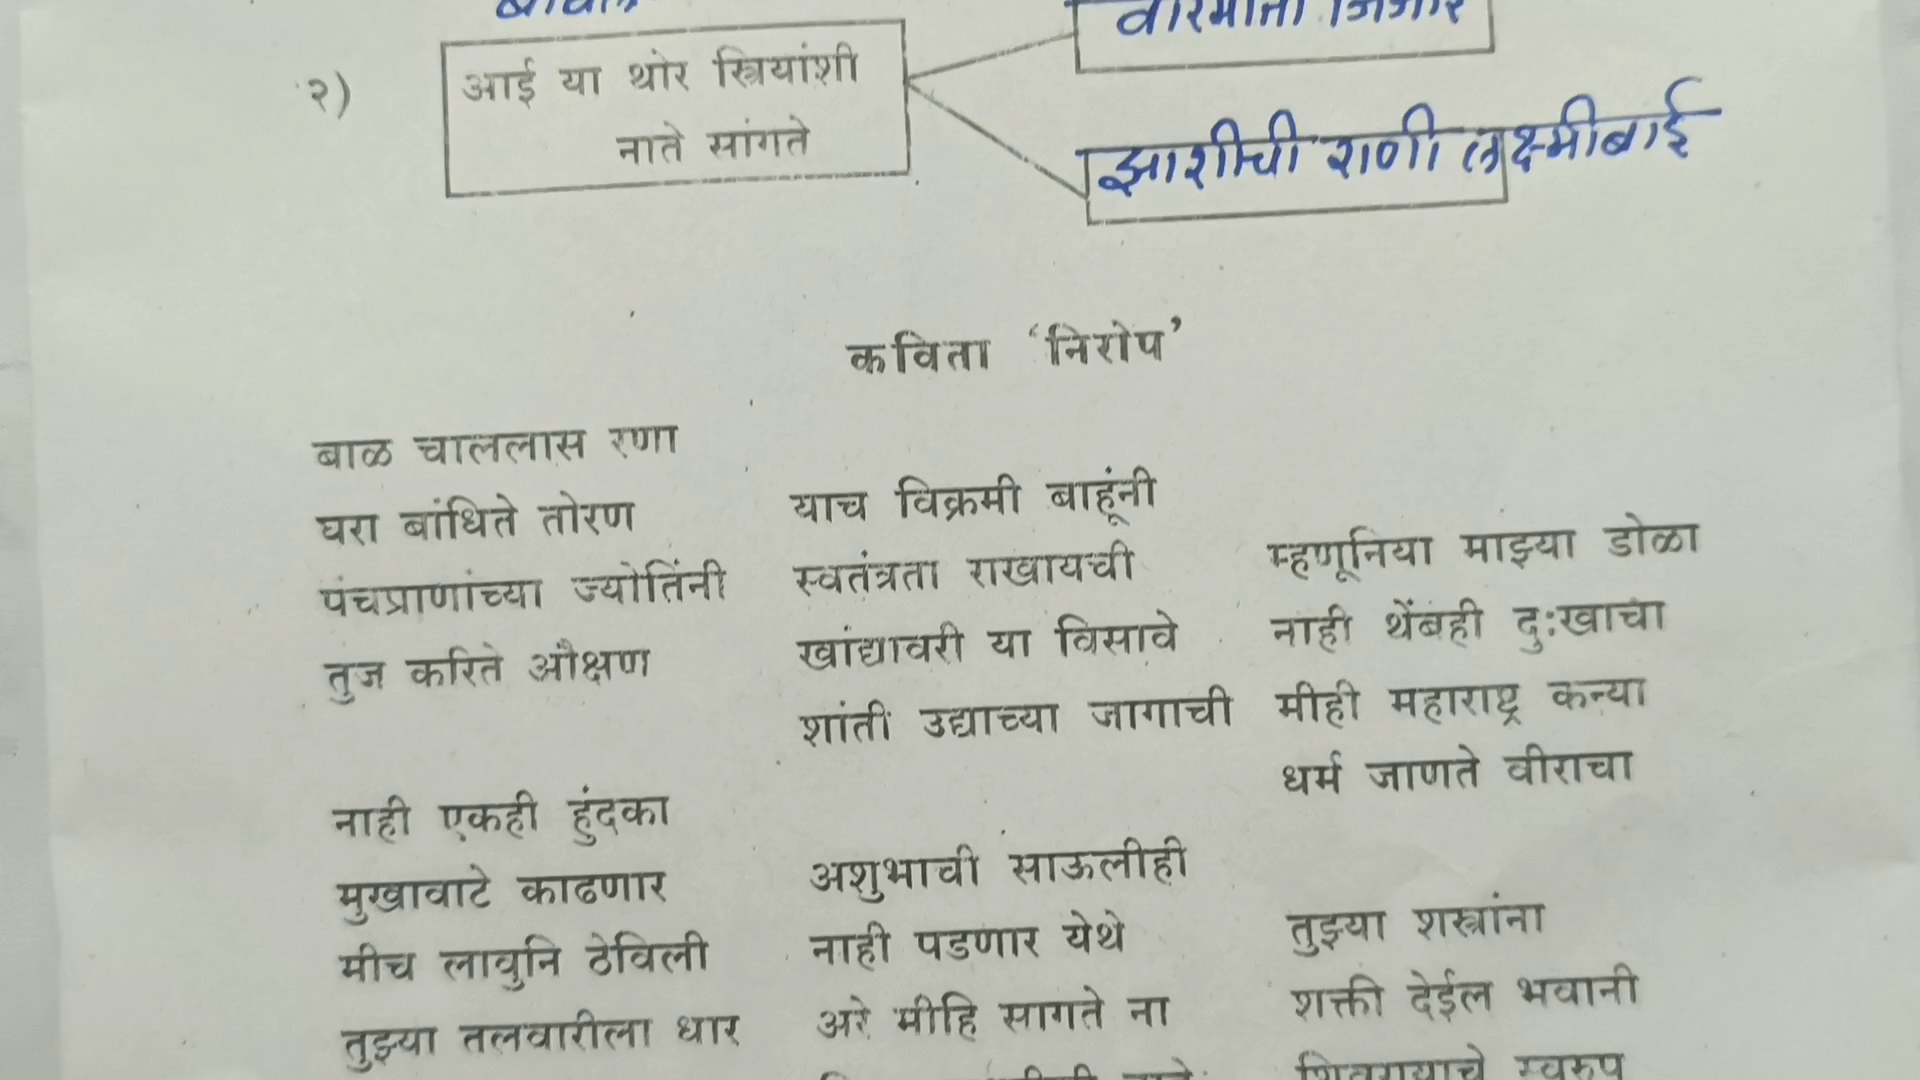 २)
आई या थोर स्त्रियांशी
नाते सांगते
झाशीची राणी लक्ष्मीबाई
कविता ‘निरोप’
बाळ चाललास रणा
घरा बांधिते तोरण
पंचप्राणांच्या ज्योतिंनी
तुज करिते औक्षण
नाही एकही हुंदका
मुखावाटे काढणार
मीच लावुनि ठेविली
तुझ्या तलवारीला धार
याच विक्रमी बाहूंनी
स्वतंत्रता राखायची
खांद्यावरी या विसावे
शांती उद्याच्या जागाची
अशुभाची साऊलीही
नाही पडणार येथे
अरे मीहि सागते ना
म्हणूनिया माझ्या डोळा
नाही थेंबही दुःखाचा
मीही महाराष्ट्र कन्या
धर्म जाणते वीराचा
तुझ्या शस्त्रांना
शक्ती देईल भवानी
शिवरायाचे स्वरुप